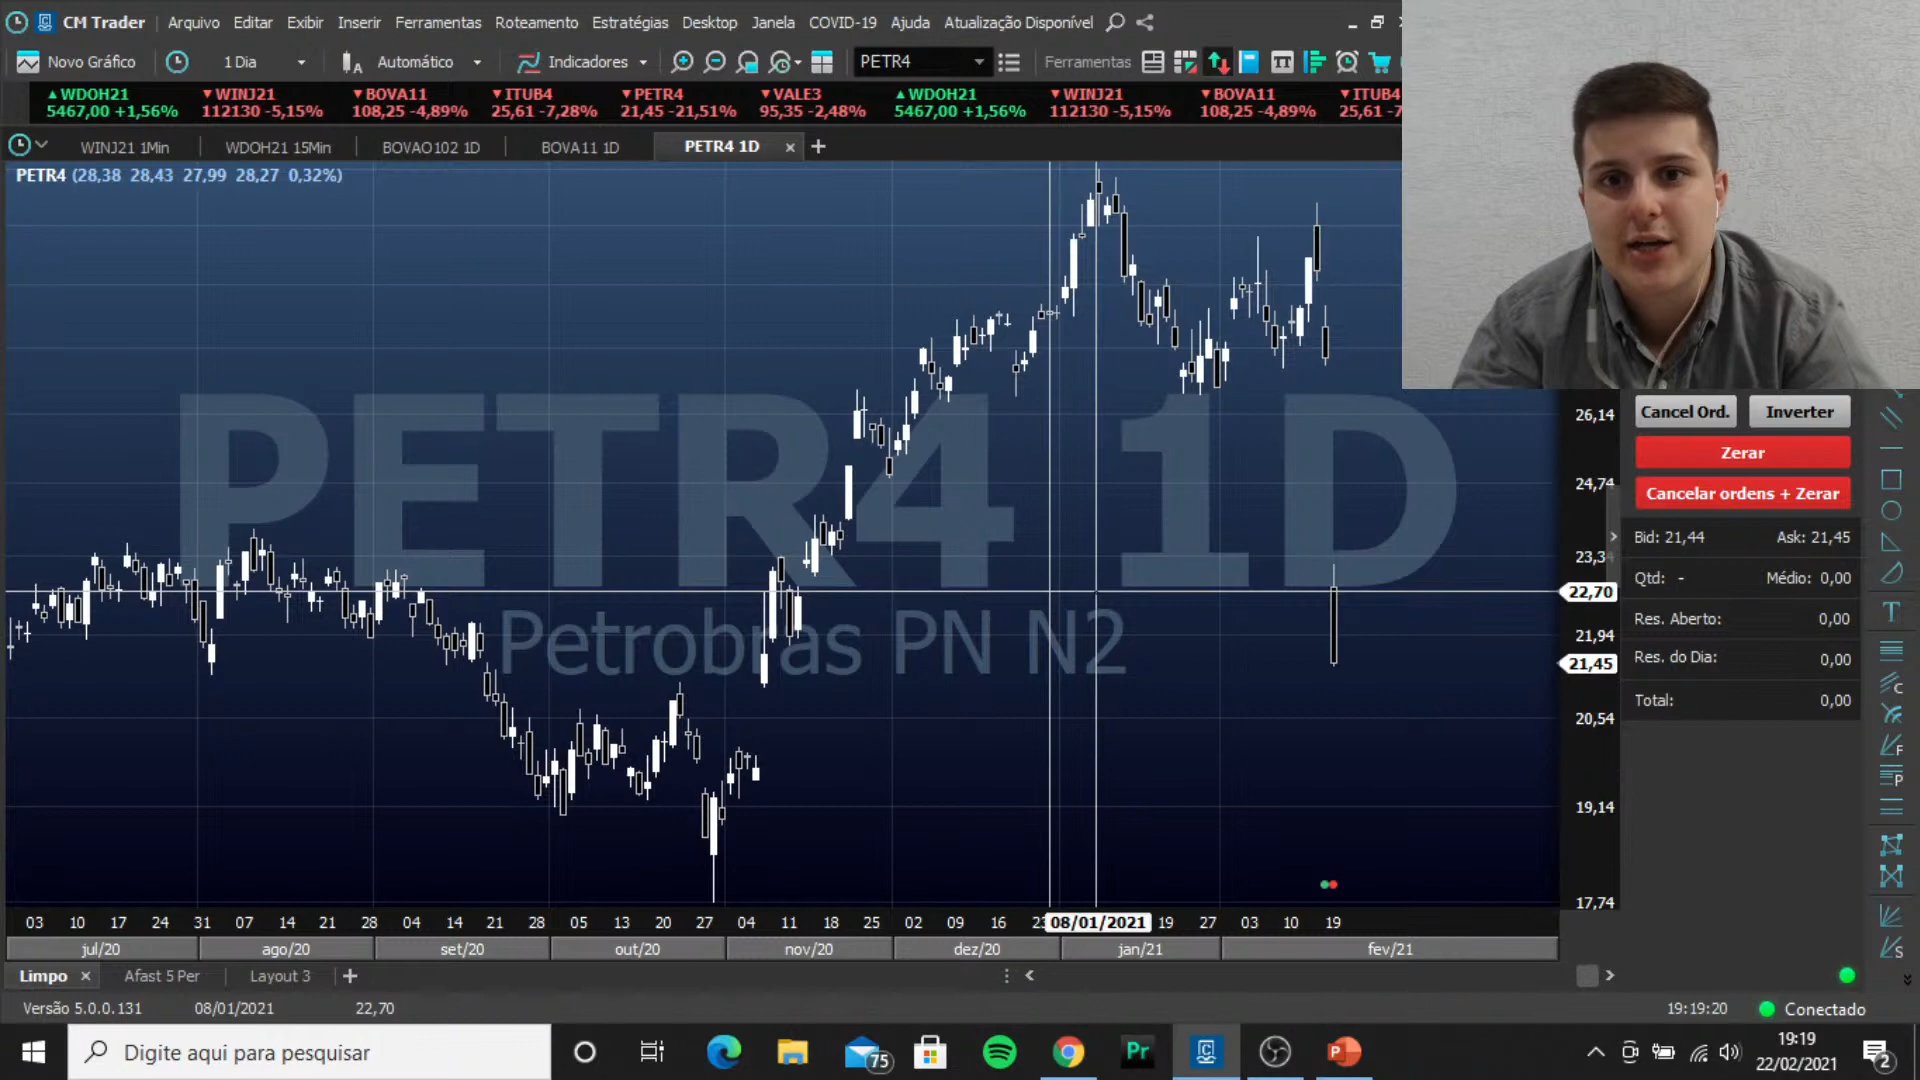 CM Trader Arquivo Editar Exibir Inserir Ferramentas Roteamento Estratégias Desktop Janela COVID-19 Ajuda Atualização Disponível
Novo Gráfico 1 Dia A Automático Indicadores PETR4 Ferramentas
WDOH21 WINJ21 BOVA11 ITUB4 PETR4 VALE3 WDOH21 WINJ21 BOVA11 ITUB4
5467,00 +1,56% 112130 -5,15% 108,25 -4,89% 25,61 -7,28% 21,45 -21,51% 95,35 -2,48% 5467,00 +1,56% 112130 -5,15% 108,25 -4,89% 25,61 -7
WINJ21 1Min WDOH21 15Min BOVAO102 1D BOVA11 1D PETR4 1D
PETR4 (28,38 28,43 27,99 28,27 0,32%)
PETR4 1D
Petrobras PN N2
26,14
24,74
23,34
22,70
21,94
21,45
20,54
19,14
17,74
Cancel Ord. Inverter
Zerar
Cancelar ordens + Zerar
Bid: 21,44 Ask: 21,45
Qtd: - Médio: 0,00
Res. Aberto: 0,00
Res. do Dia: 0,00
Total: 0,00
03 10 17 24 31 07 14 21 28 04 14 21 28 05 13 20 27 04 11 18 25 02 09 16 23 08/01/2021 19 27 03 10 19
jul/20 ago/20 set/20 out/20 nov/20 dez/20 jan/21 fev/21
Limpo Afast 5 Per Layout 3
Versão 5.0.0.131 08/01/2021 22,70 19:19:20 Conectado
Digite aqui para pesquisar 75 Pr P 19:19
22/02/2021 2